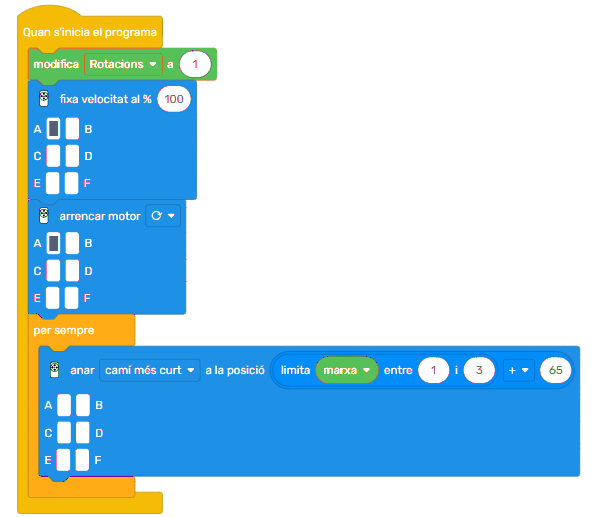 Quan s'inicia el programa
modifica Rotacions a 1
fixa velocitat al % 100
A B
C D
E F
arrencar motor
A B
C D
E F
per sempre
anar camí més curt a la posició limita marxa entre 1 i 3 + 65
A B
C D
E F